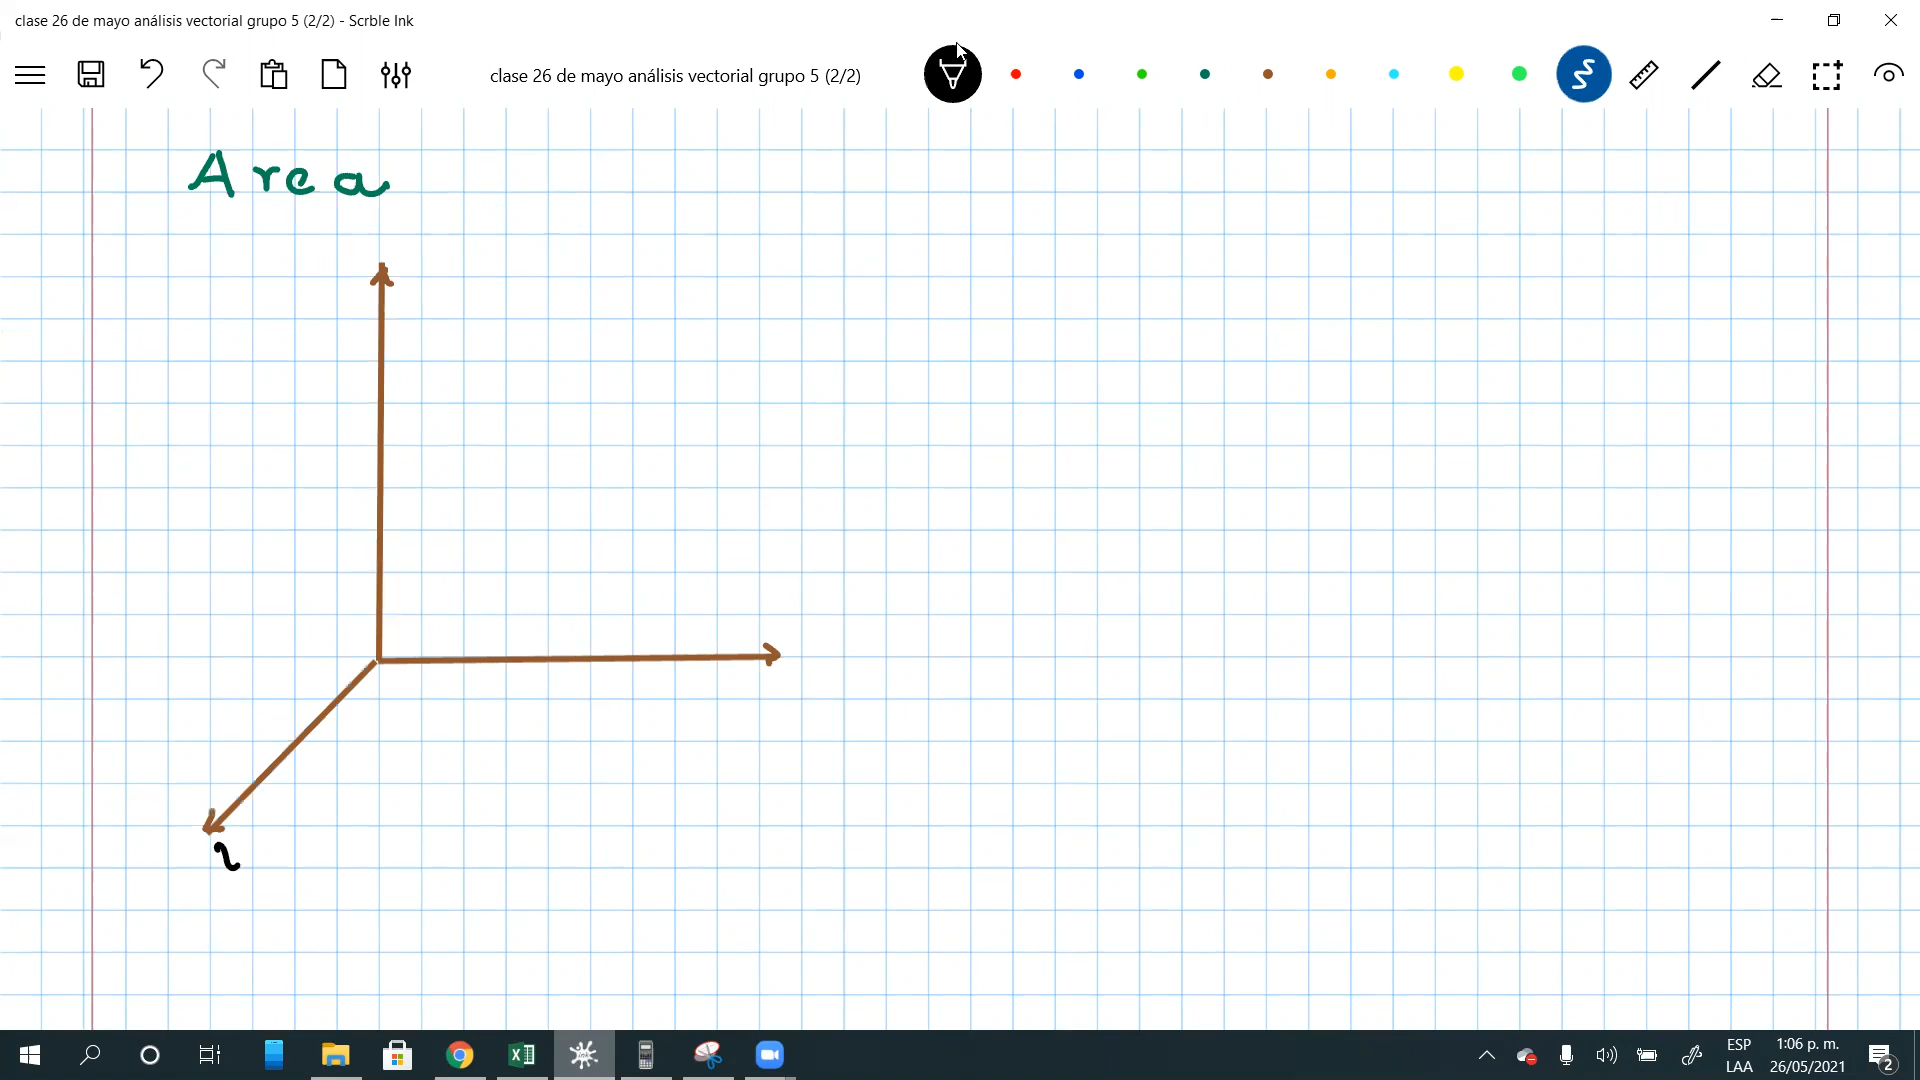 clase 26 de mayo análisis vectorial grupo 5 (2/2) - Scrble Ink
clase 26 de mayo análisis vectorial grupo 5 (2/2)
Area
ESP
LAA
1:06 p. m.
26/05/2021
2